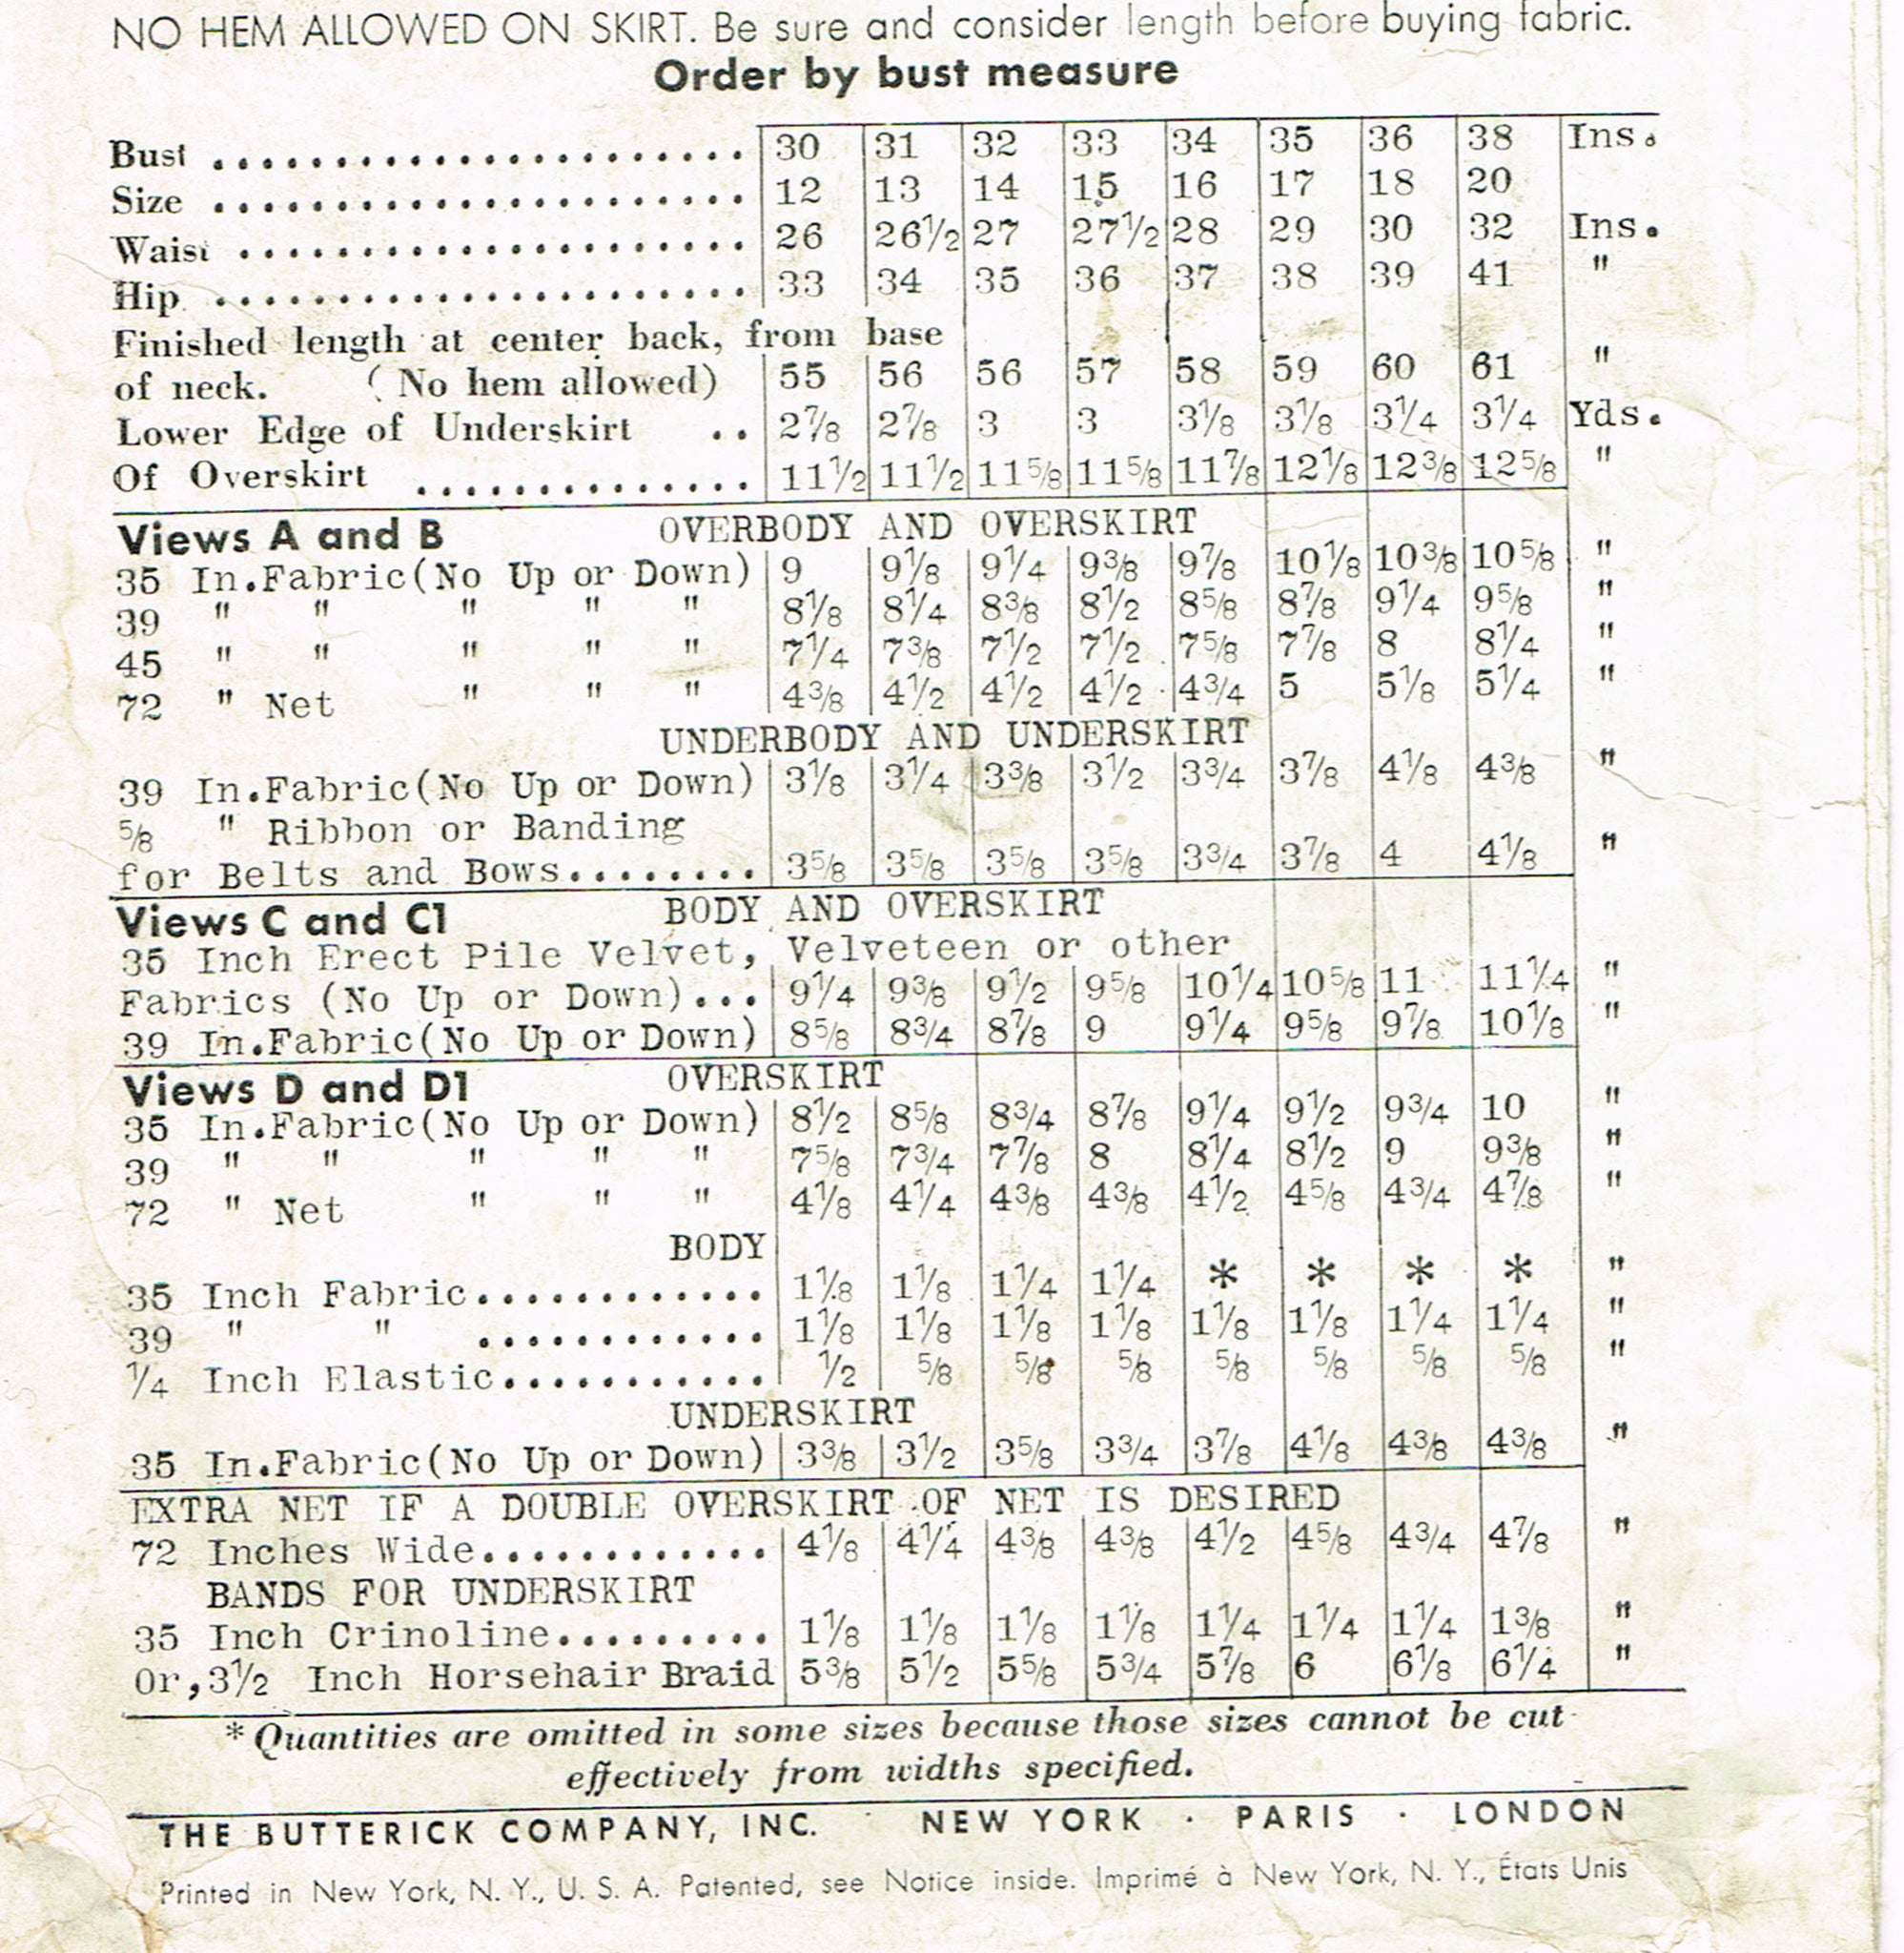 NO HEM ALLOWED ON SKIRT. Be sure and consider length before buying fabric.
Order by bust measure
Bust ...................... 30 31 32 33 34 35 36 38 Ins.
Size ...................... 12 13 14 15 16 17 18 20
Waist ..................... 26 26½ 27 27½ 28 29 30 32 Ins.
Hip ...................... 33 34 35 36 37 38 39 41 "
Finished length at center back, from base
of neck. (No hem allowed) 55 56 56 57 58 59 60 61 "
Lower Edge of Underskirt .. 2⅞ 2⅞ 3 3 3⅛ 3⅛ 3¼ 3¼ Yds.
Of Overskirt .............. 11½ 11½ 11⅝ 11⅝ 11⅞ 12⅛ 12⅜ 12⅝ "
Views A and B OVERBODY AND OVERSKIRT
35 In.Fabric(No Up or Down) 9 9⅛ 9¼ 9⅜ 9⅞ 10⅛ 10⅜ 10⅝ "
39 " " " " " 8⅛ 8¼ 8⅜ 8½ 8⅝ 8⅞ 9¼ 9⅝ "
45 " " " " " 7¼ 7⅜ 7½ 7½ 7⅝ 7⅞ 8 8¼ "
72 " Net " " " 4⅜ 4½ 4½ 4½ 4¾ 5 5⅛ 5¼ "
UNDERBODY AND UNDERSKIRT
39 In.Fabric(No Up or Down) 3⅛ 3¼ 3⅜ 3½ 3¾ 3⅞ 4⅛ 4⅜ "
⅝ " Ribbon or Banding
for Belts and Bows........ 3⅝ 3⅝ 3⅝ 3⅝ 3¾ 3⅞ 4 4⅛ "
Views C and C1 BODY AND OVERSKIRT
35 Inch Erect Pile Velvet, Velveteen or other
Fabrics (No Up or Down)... 9¼ 9⅜ 9½ 9⅝ 10¼ 10⅝ 11 11¼ "
39 In.Fabric(No Up or Down) 8⅝ 8¾ 8⅞ 9 9¼ 9⅝ 9⅞ 10⅛ "
Views D and D1 OVERSKIRT
35 In.Fabric(No Up or Down) 8½ 8⅝ 8¾ 8⅞ 9¼ 9½ 9¾ 10 "
39 " " " " " 7⅝ 7¾ 7⅞ 8 8¼ 8½ 9 9⅜ "
72 " Net " " " 4⅛ 4¼ 4⅜ 4⅜ 4½ 4⅝ 4¾ 4⅞ "
BODY
35 Inch Fabric............ 1⅛ 1⅛ 1¼ 1¼ * * * * "
39 " " ............ 1⅛ 1⅛ 1⅛ 1⅛ 1⅛ 1⅛ 1¼ 1¼ "
¼ Inch Elastic........... ½ ⅝ ⅝ ⅝ ⅝ ⅝ ⅝ ⅝ "
UNDERSKIRT
35 In.Fabric(No Up or Down) 3⅜ 3½ 3⅝ 3¾ 3⅞ 4⅛ 4⅜ 4⅜ "
EXTRA NET IF A DOUBLE OVERSKIRT OF NET IS DESIRED
72 Inches Wide............ 4⅛ 4¼ 4⅜ 4⅜ 4½ 4⅝ 4¾ 4⅞ "
BANDS FOR UNDERSKIRT
35 Inch Crinoline......... 1⅛ 1⅛ 1⅛ 1⅛ 1¼ 1¼ 1¼ 1⅜ "
Or,3½ Inch Horsehair Braid 5⅜ 5½ 5⅝ 5¾ 5⅞ 6 6⅛ 6¼ "
*Quantities are omitted in some sizes because those sizes cannot be cut
effectively from widths specified.
THE BUTTERICK COMPANY, INC. NEW YORK · PARIS · LONDON
Printed in New York, N. Y., U. S. A. Patented, see Notice inside. Imprimé à New York, N. Y., États Unis